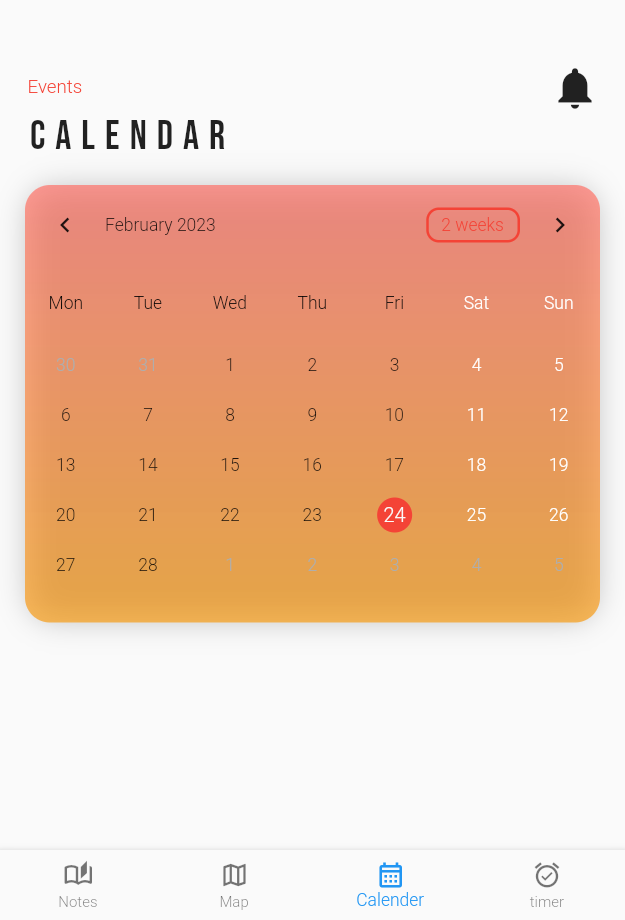 Events
CALENDAR
February 2023 2 weeks
Mon Tue Wed Thu Fri Sat Sun
30 31 1 2 3 4 5
6 7 8 9 10 11 12
13 14 15 16 17 18 19
20 21 22 23 24 25 26
27 28 1 2 3 4 5
Notes Map Calender timer